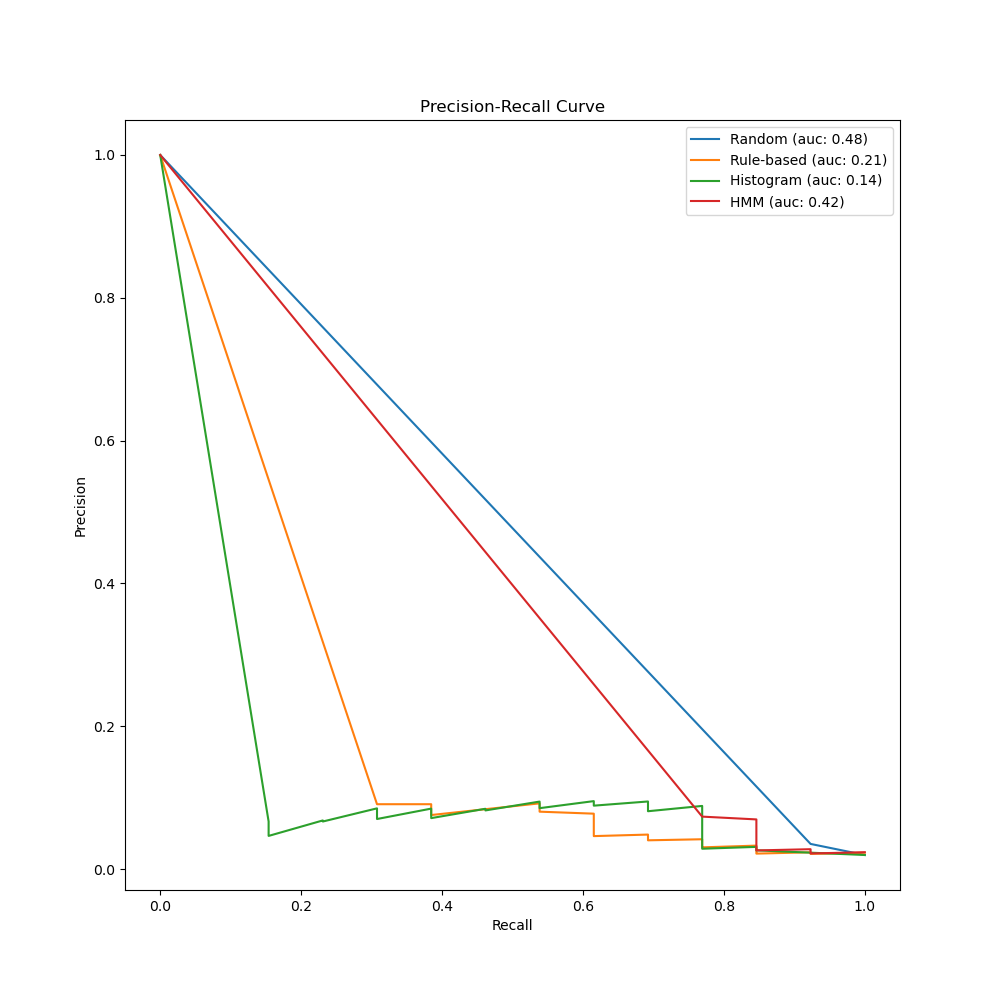 Precision-Recall Curve
Random (auc: 0.48)
Rule-based (auc: 0.21)
Histogram (auc: 0.14)
HMM (auc: 0.42)
Precision
1.0
0.8
0.6
0.4
0.2
0.0
0.0 0.2 0.4 0.6 0.8 1.0
Recall